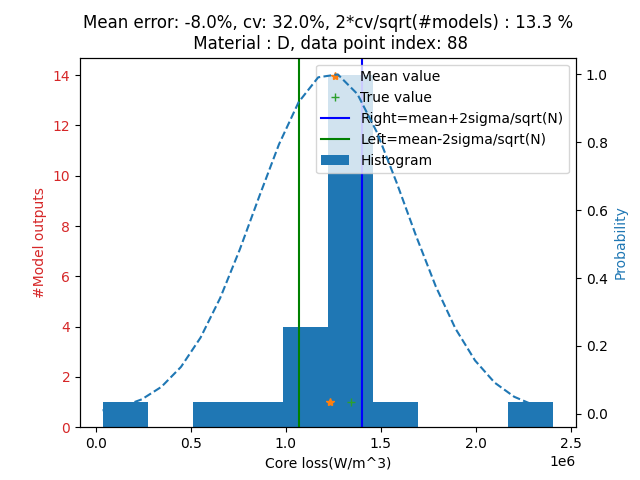 Mean error: -8.0%, cv: 32.0%, 2*cv/sqrt(#models) : 13.3 %
Material : D, data point index: 88
Mean value
True value
Right=mean+2sigma/sqrt(N)
Left=mean-2sigma/sqrt(N)
Histogram
#Model outputs
14
12
10
8
6
4
2
0
Probability
1.0
0.8
0.6
0.4
0.2
0.0
0.0 0.5 1.0 1.5 2.0 2.5
1e6
Core loss(W/m^3)